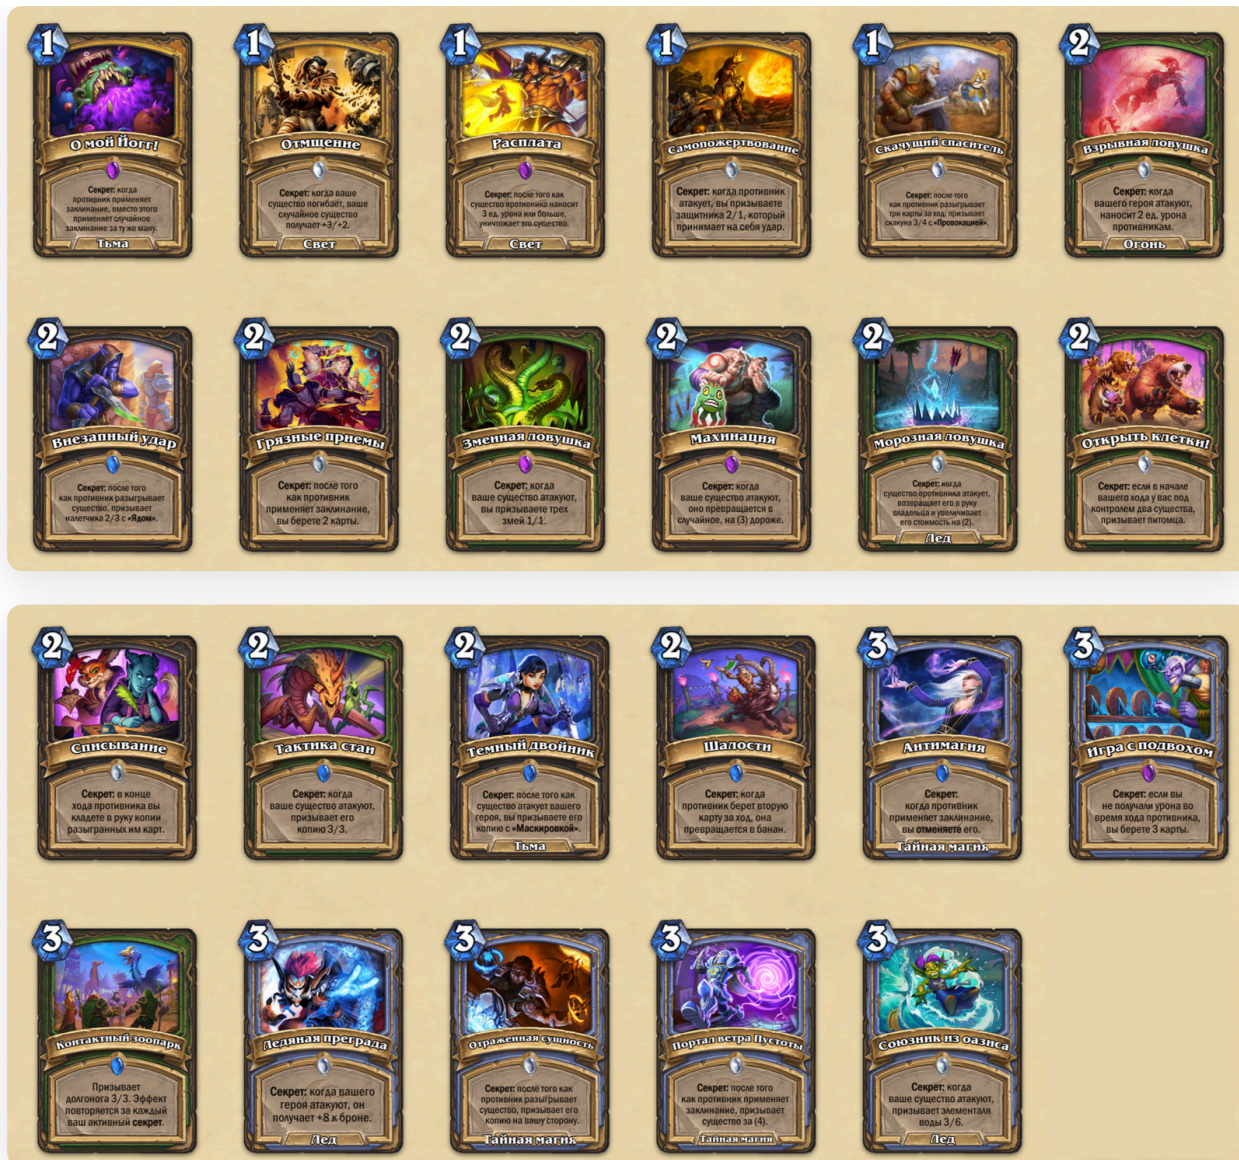 1
О мой Йогг!
Секрет: когда
противник применяет
заклинание, вместо этого
применяет случайное
заклинание за ту же ману.
Тьма
1
Отмщение
Секрет: когда ваше
существо погибает, ваше
случайное существо
получает +3/+2.
Свет
1
Расплата
Секрет: после того как
существо противника наносит
3 ед. урона или больше,
уничтожает это существо.
Свет
1
Самопожертвование
Секрет: когда противник
атакует, вы призываете
защитника 2/1, который
принимает на себя удар.
1
Скачущий спаситель
Секрет: после того
как противник разыгрывает
три карты за ход, призывает
скакуна 3/4 с «Провокацией».
2
Взрывная ловушка
Секрет: когда
вашего героя атакуют,
наносит 2 ед. урона
противникам.
Огонь
2
Внезапный удар
Секрет: после того
как противник разыгрывает
существо, призывает
налетчика 2/3 с «Ядом».
2
Грязные приемы
Секрет: после того
как противник
применяет заклинание,
вы берете 2 карты.
2
Змеиная ловушка
Секрет: когда
ваше существо атакуют,
вы призываете трех
змей 1/1.
2
Махинация
Секрет: когда
ваше существо атакуют,
оно превращается в
случайное, на (3) дороже.
2
Морозная ловушка
Секрет: когда
существо противника атакует,
возвращает его в руку
владельца и увеличивает
его стоимость на (2).
Лед
2
Открыть клетки!
Секрет: если в начале
вашего хода у вас под
контролем два существа,
призывает питомца.
2
Списывание
Секрет: в конце
хода противника вы
кладете в руку копии
разыгранных им карт.
2
Тактика стаи
Секрет: когда
ваше существо атакуют,
призывает его
копию 3/3.
2
Темный двойник
Секрет: после того как
существо атакует вашего
героя, вы призываете его
копию с «Маскировкой».
Тьма
2
Шалости
Секрет: когда
противник берет вторую
карту за ход, она
превращается в банан.
3
Антимагия
Секрет:
когда противник
применяет заклинание,
вы отменяете его.
Тайная магия
3
Игра с подвохом
Секрет: если вы
не получали урона во
время хода противника,
вы берете 3 карты.
3
Контактный зоопарк
Призывает
долгонога 3/3. Эффект
повторяется за каждый
ваш активный секрет.
3
Ледяная преграда
Секрет: когда вашего
героя атакуют, он
получает +8 к броне.
Лед
3
Отраженная сущность
Секрет: после того как
противник разыгрывает
существо, призывает его
копию на вашу сторону.
Тайная магия
3
Портал ветра Пустоты
Секрет: после того
как противник применяет
заклинание, призывает
существо за (4).
Тайная магия
3
Союзник из оазиса
Секрет: когда
ваше существо атакуют,
призывает элементаля
воды 3/6.
Лед